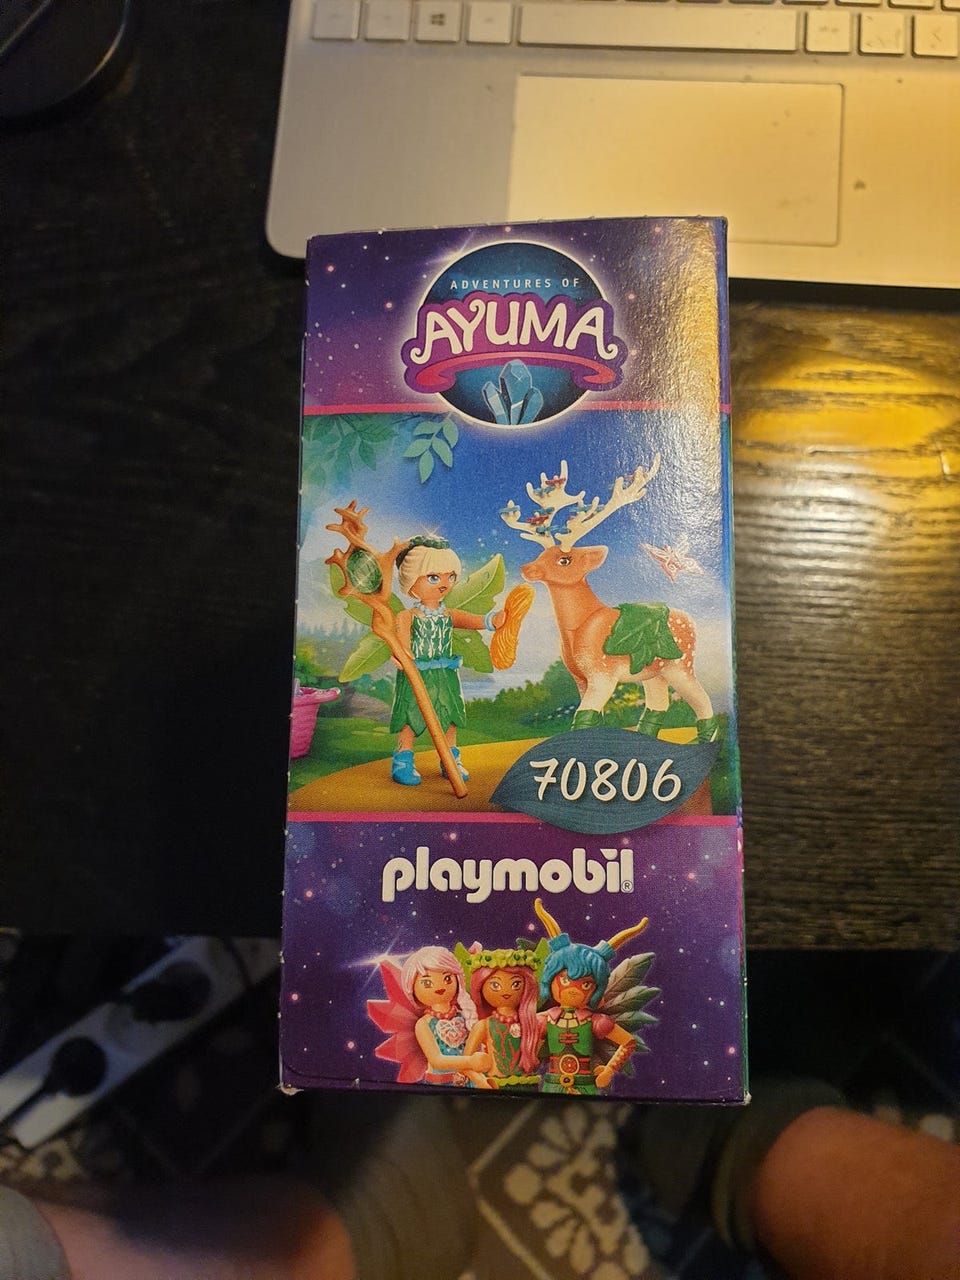 ADVENTURES OF
AYUMA
70806
playmobil®